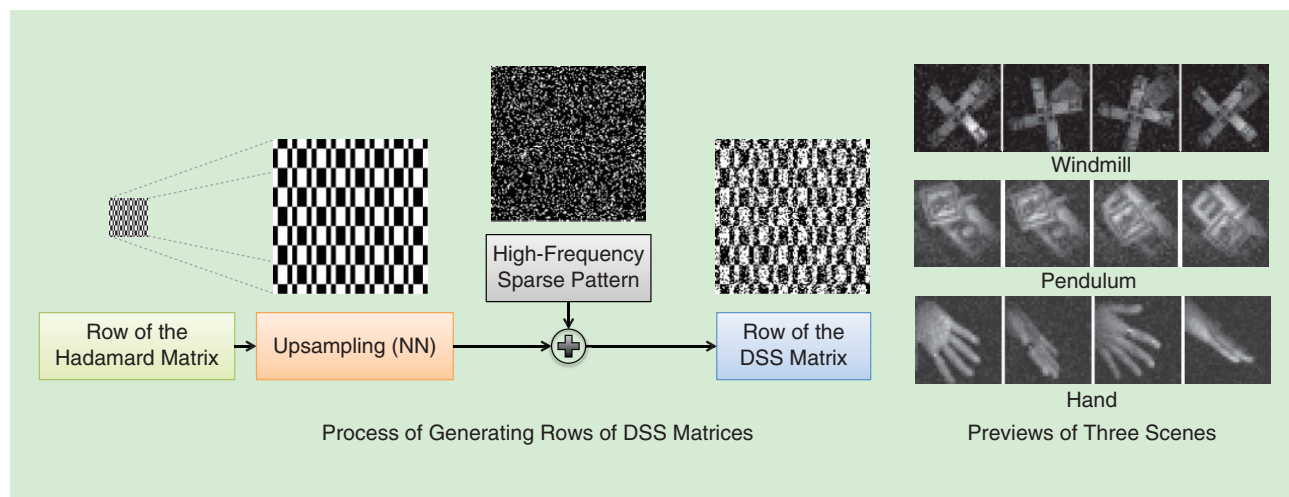 Row of the
Hadamard Matrix
Upsampling (NN)
High-Frequency
Sparse Pattern
Row of the
DSS Matrix
Process of Generating Rows of DSS Matrices
Windmill
Pendulum
Hand
Previews of Three Scenes